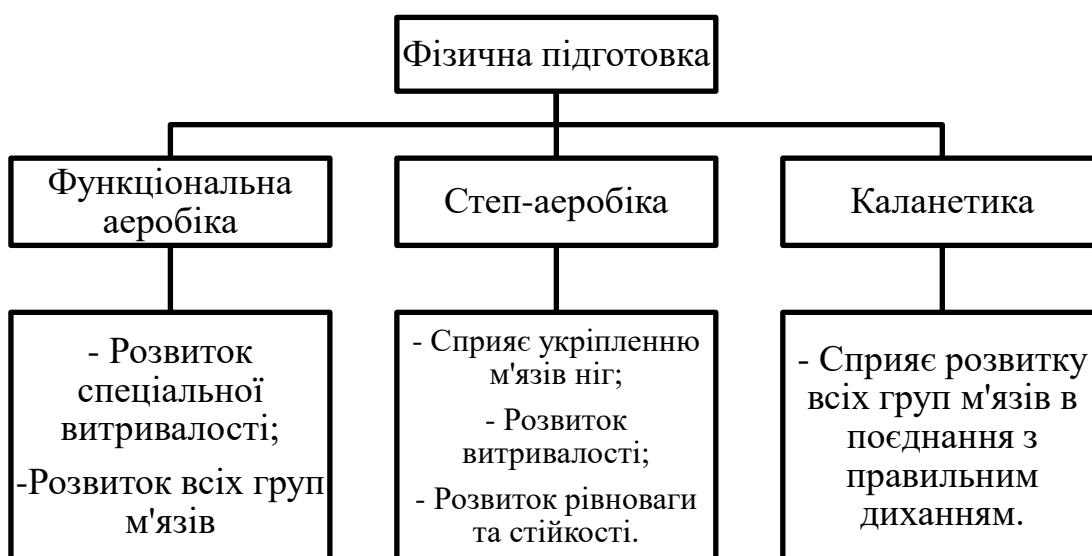 Фізична підготовка
Функціональна
аеробіка
Степ-аеробіка
Каланетика
- Розвиток
спеціальної
витривалості;
-Розвиток всіх груп
м'язів
- Сприяє укріпленню
м'язів ніг;
- Розвиток
витривалості;
- Розвиток рівноваги
та стійкості.
- Сприяє розвитку
всіх груп м'язів в
поєднання з
правильним
диханням.